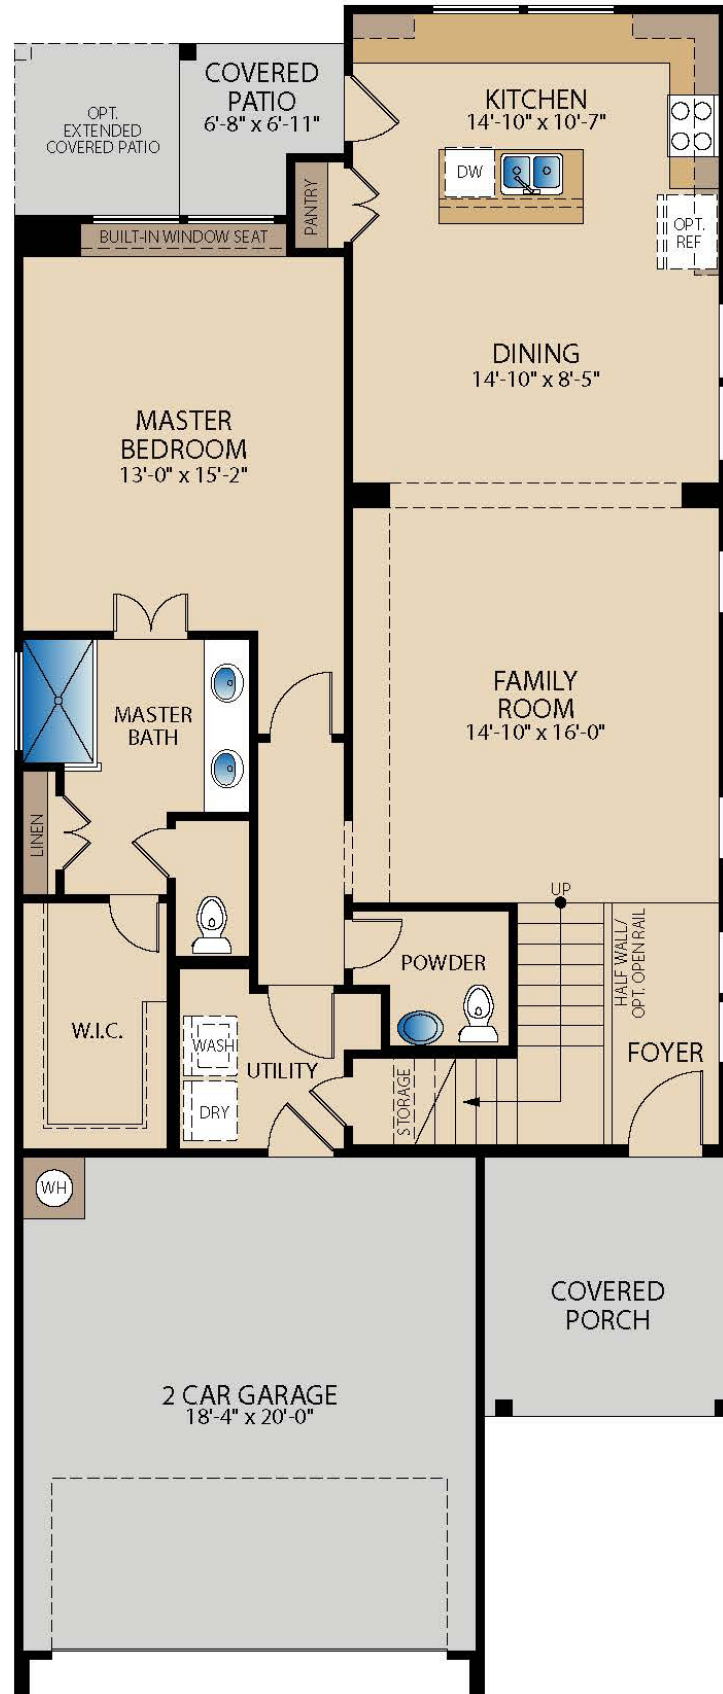 COVERED
PATIO
6'-8" x 6'-11"
OPT.
EXTENDED
COVERED PATIO
KITCHEN
14'-10" x 10'-7"
DW
PANTRY
OPT.
REF
BUILT-IN WINDOW SEAT
DINING
14'-10" x 8'-5"
MASTER
BEDROOM
13'-0" x 15'-2"
FAMILY
ROOM
14'-10" x 16'-0"
MASTER
BATH
LINEN
UP
HALF WALL/
OPT. OPEN RAIL
POWDER
W.I.C.
WASH
UTILITY
DRY
STORAGE
FOYER
WH
COVERED
PORCH
2 CAR GARAGE
18'-4" x 20'-0"